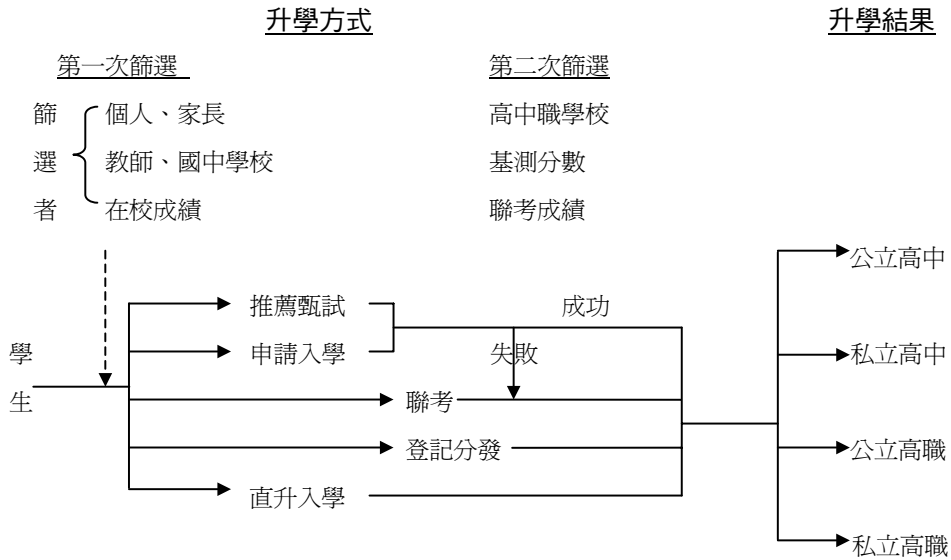 升學方式
升學結果
第一次篩選
第二次篩選
篩選者
個人、家長
教師、國中學校
在校成績
高中職學校
基測分數
聯考成績
學生
推薦甄試
申請入學
聯考
登記分發
直升入學
成功
失敗
公立高中
私立高中
公立高職
私立高職